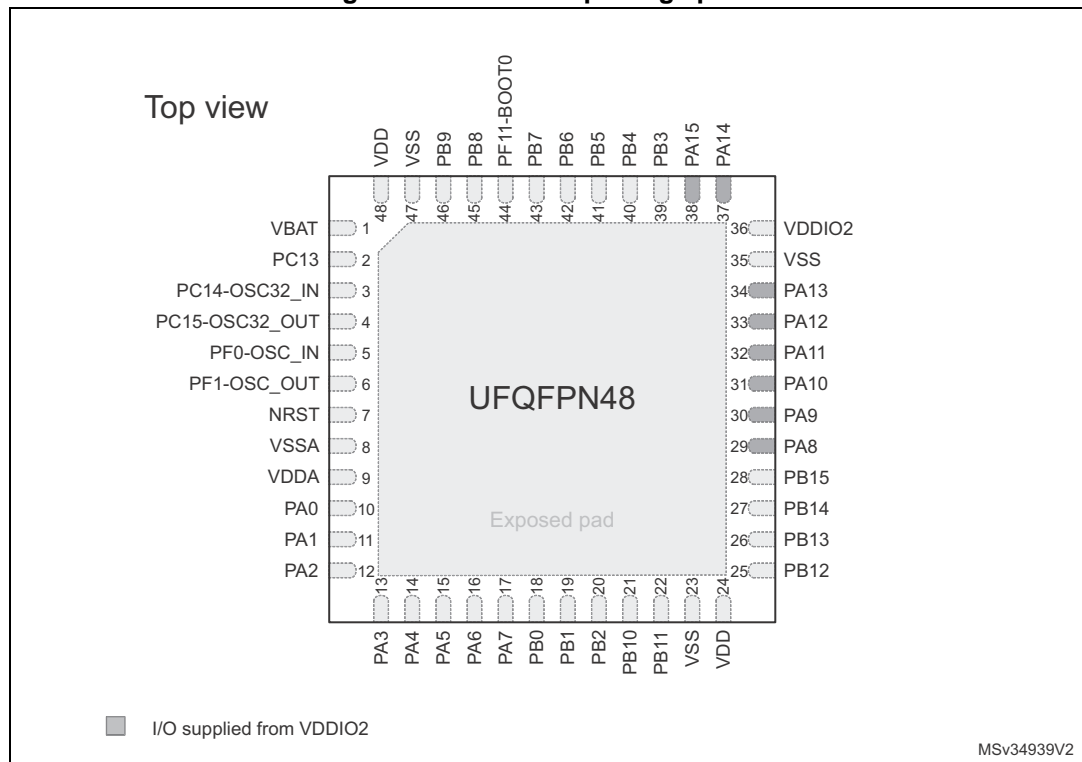 Top view
VDD
VSS
PB9
PB8
PF11-BOOT0
PB7
PB6
PB5
PB4
PB3
PA15
PA14
48
47
46
45
44
43
42
41
40
39
38
37
VBAT 1
PC13 2
PC14-OSC32_IN 3
PC15-OSC32_OUT 4
PF0-OSC_IN 5
PF1-OSC_OUT 6
NRST 7
VSSA 8
VDDA 9
PA0 10
PA1 11
PA2 12
36 VDDIO2
35 VSS
34 PA13
33 PA12
32 PA11
31 PA10
30 PA9
29 PA8
28 PB15
27 PB14
26 PB13
25 PB12
UFQFPN48
Exposed pad
13
14
15
16
17
18
19
20
21
22
23
24
PA3
PA4
PA5
PA6
PA7
PB0
PB1
PB2
PB10
PB11
VSS
VDD
I/O supplied from VDDIO2
MSv34939V2